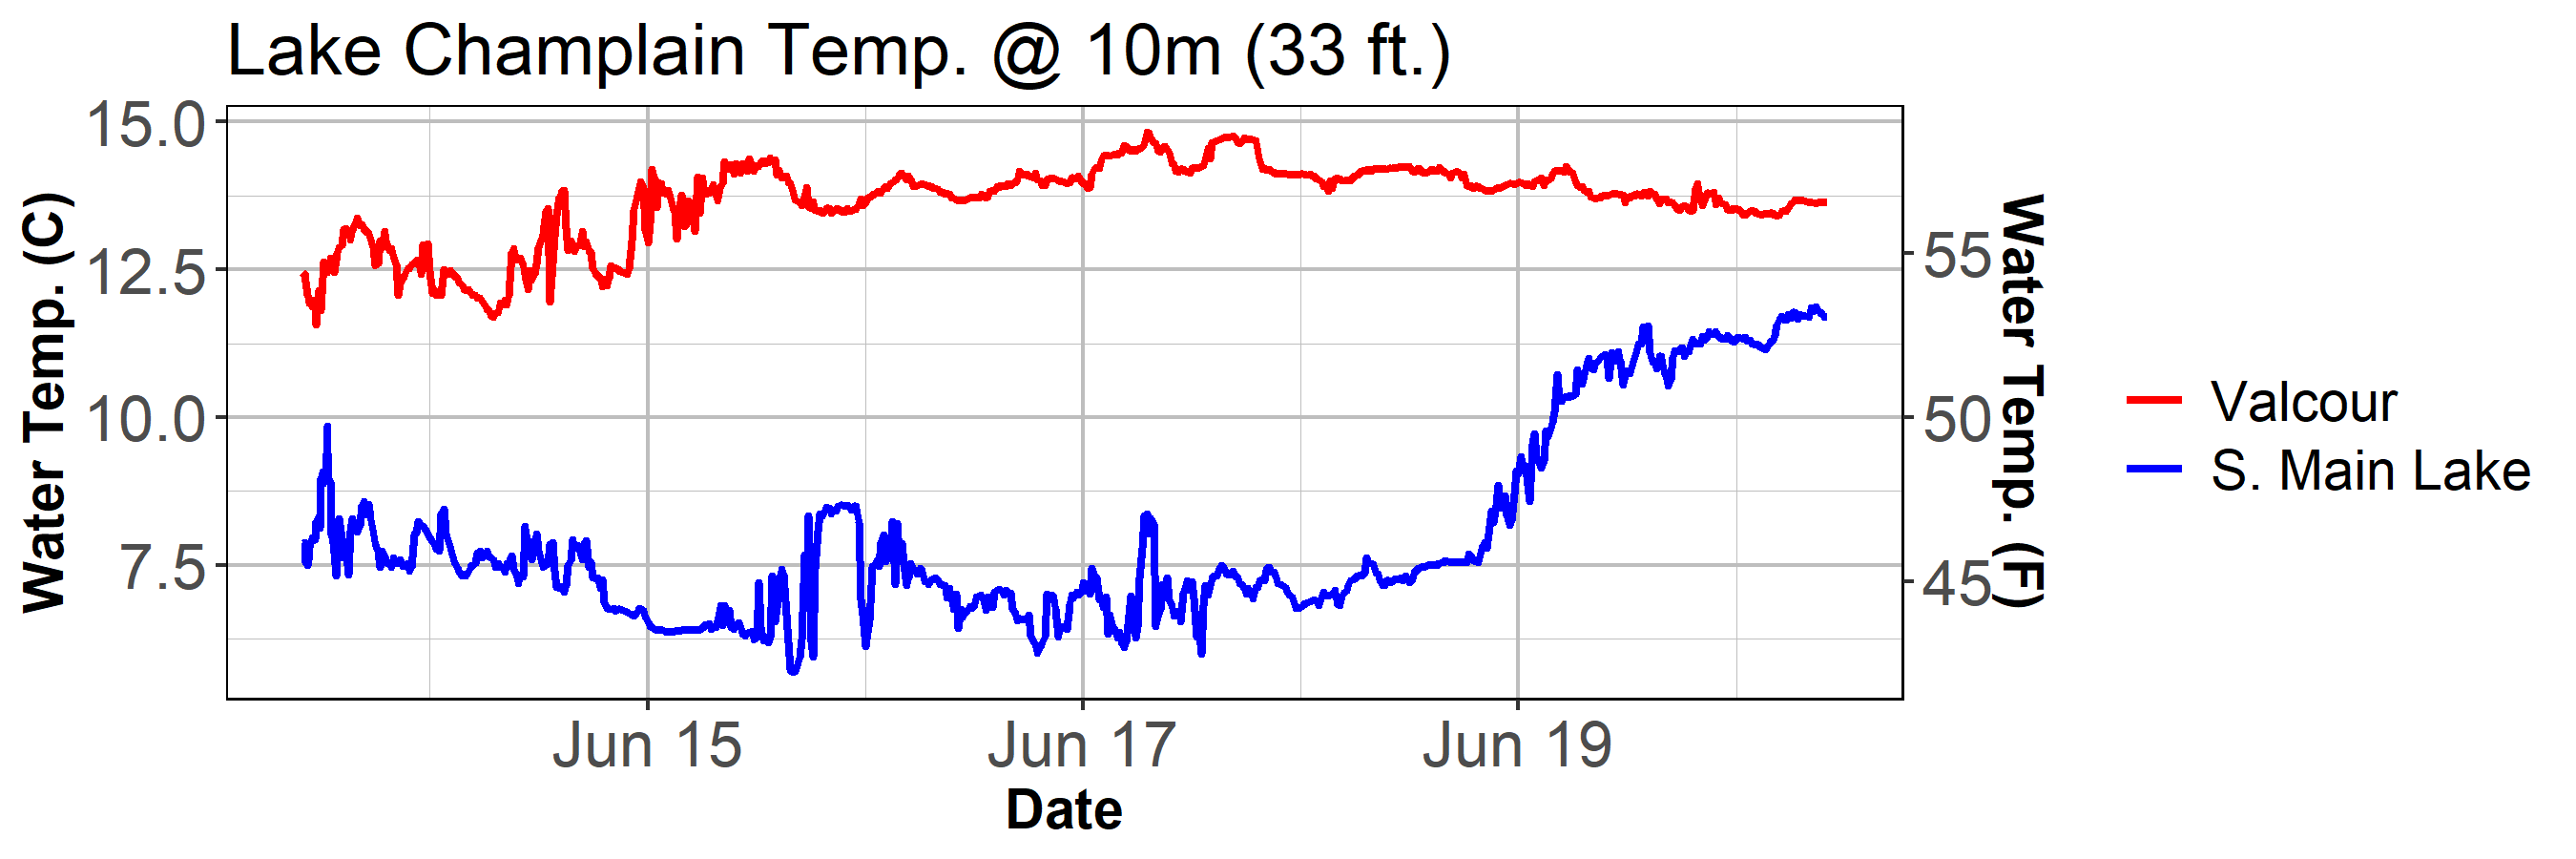 Lake Champlain Temp. @ 10m (33 ft.)
Water Temp. (C)
15.0
12.5
10.0
7.5
55
50
45
Water Temp. (F)
Jun 15
Jun 17
Jun 19
Date
Valcour
S. Main Lake